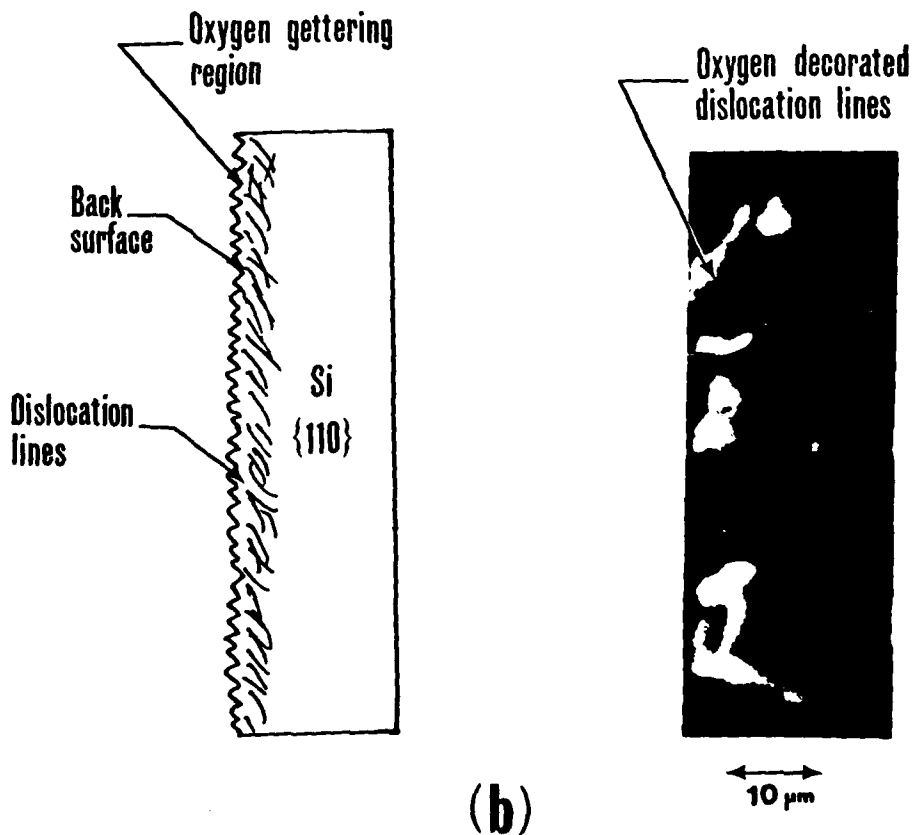 Oxygen gettering
region
Back
surface
Dislocation
lines
Si
{110}
Oxygen decorated
dislocation lines
10 μm
(b)